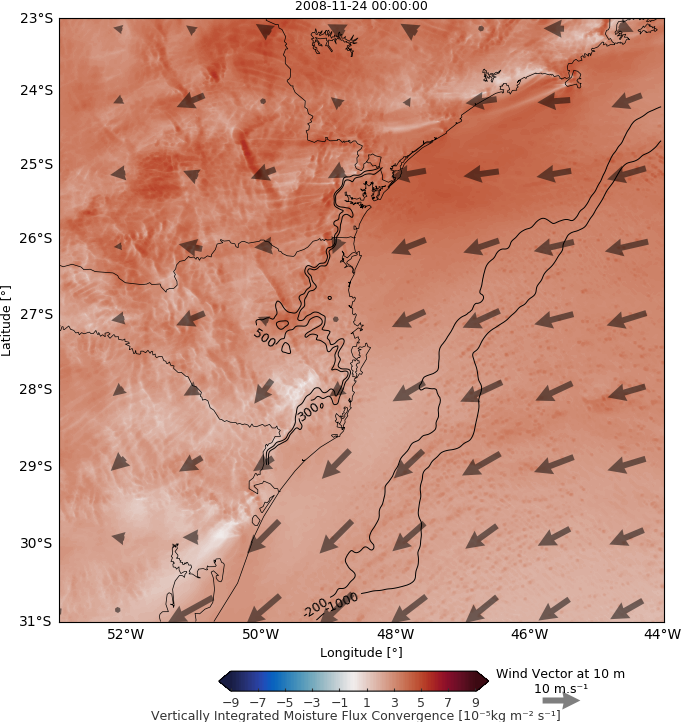 2008-11-24 00:00:00
23°S
24°S
25°S
26°S
27°S
28°S
29°S
30°S
31°S
Latitude [°]
500
300
-200
-1000
52°W 50°W 48°W 46°W 44°W
Longitude [°]
Wind Vector at 10 m
10 m.s⁻¹
−9 −7 −5 −3 −1 1 3 5 7 9
Vertically Integrated Moisture Flux Convergence [10⁻⁵kg m⁻² s⁻¹]